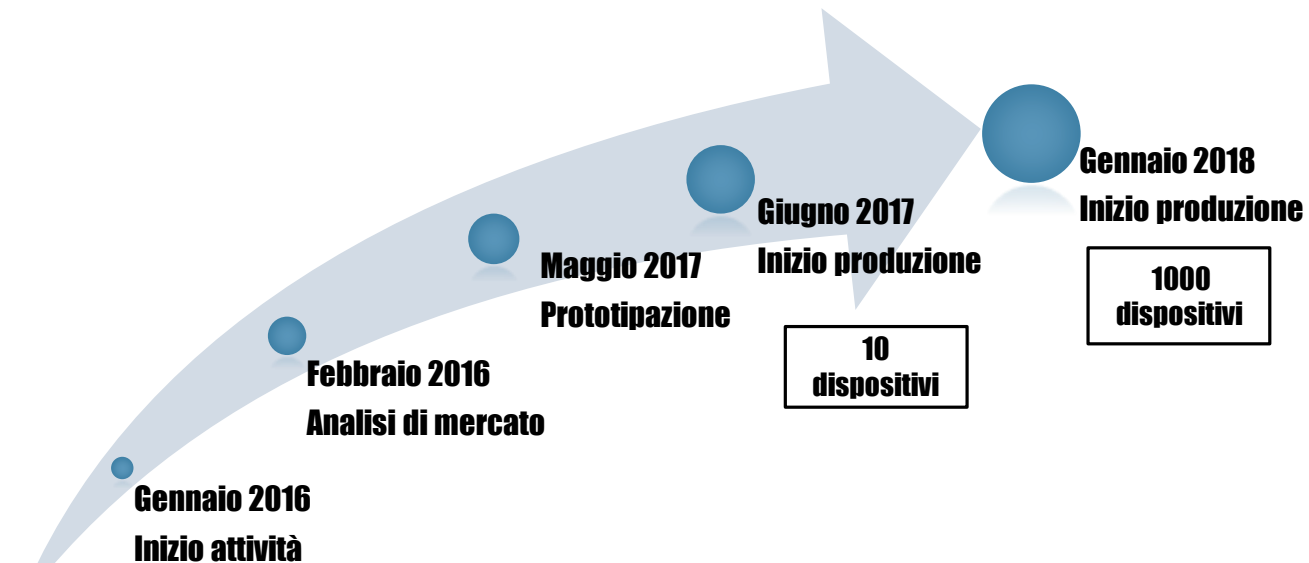 Gennaio 2016
Inizio attività
Febbraio 2016
Analisi di mercato
Maggio 2017
Prototipazione
Giugno 2017
Inizio produzione
10
dispositivi
Gennaio 2018
Inizio produzione
1000
dispositivi